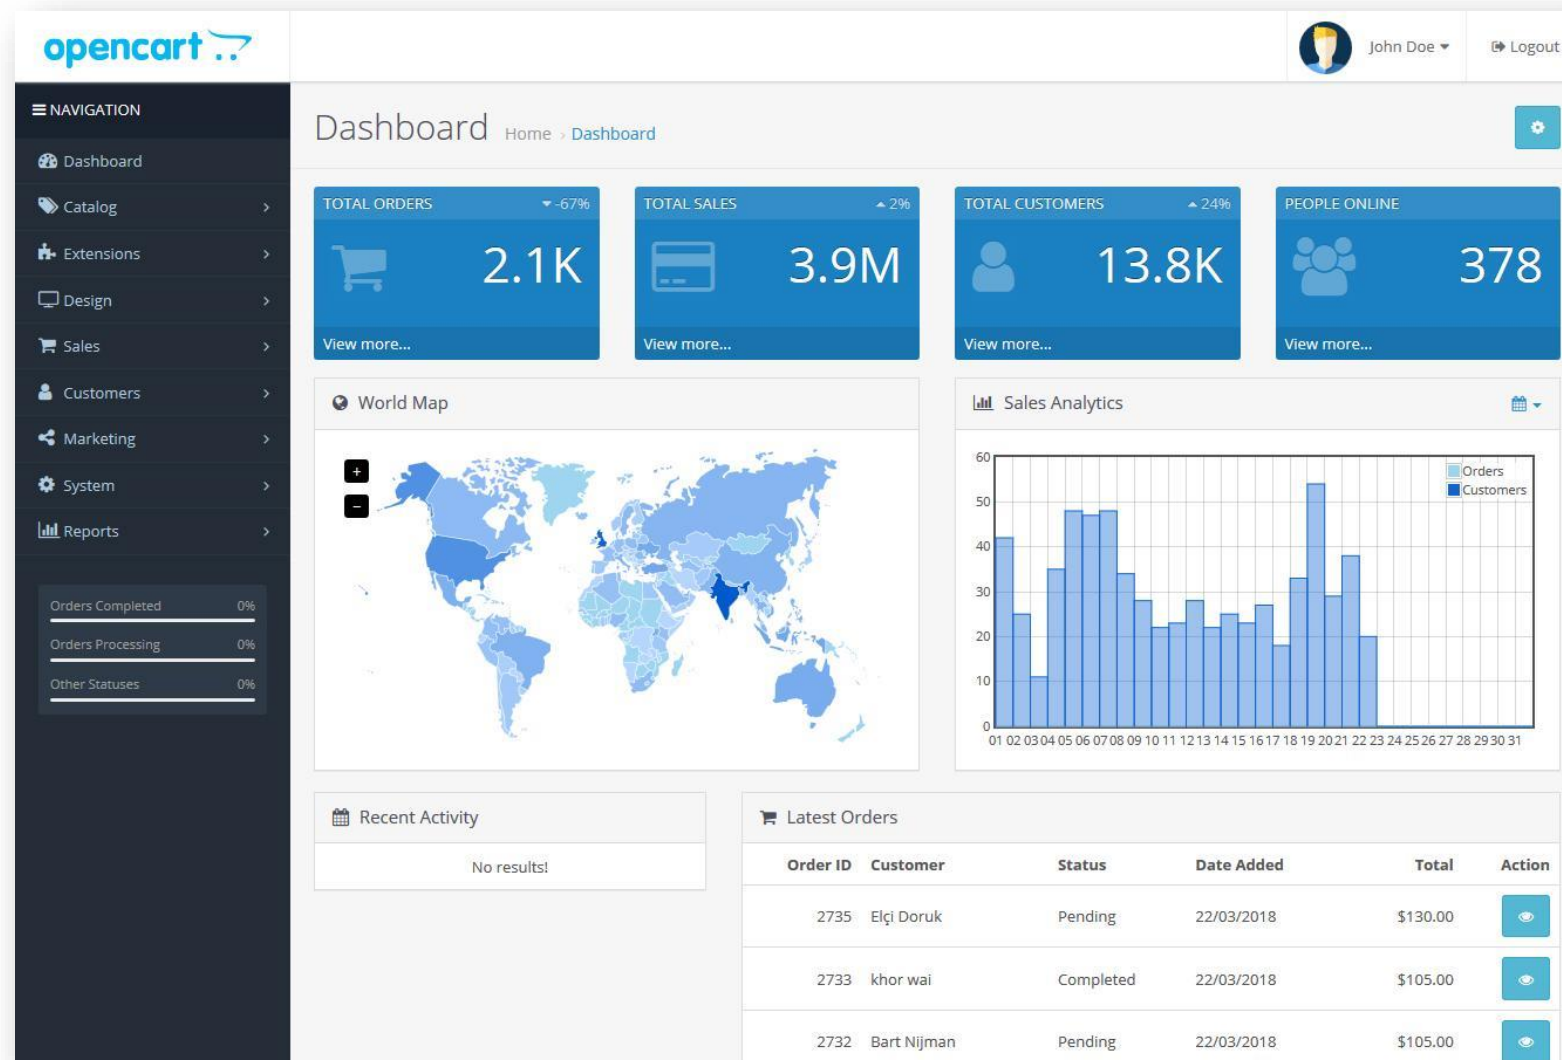 opencart
John Doe
Logout
NAVIGATION
Dashboard
Catalog
Extensions
Design
Sales
Customers
Marketing
System
Reports
Orders Completed 0%
Orders Processing 0%
Other Statuses 0%
Dashboard Home › Dashboard
TOTAL ORDERS -67%
2.1K
View more...
TOTAL SALES 2%
3.9M
View more...
TOTAL CUSTOMERS 24%
13.8K
View more...
PEOPLE ONLINE
378
View more...
World Map
+
−
Sales Analytics
60
50
40
30
20
10
0
Orders
Customers
01 02 03 04 05 06 07 08 09 10 11 12 13 14 15 16 17 18 19 20 21 22 23 24 25 26 27 28 29 30 31
Recent Activity
No results!
Latest Orders
Order ID Customer Status Date Added Total Action
2735 Elçi Doruk Pending 22/03/2018 $130.00
2733 khor wai Completed 22/03/2018 $105.00
2732 Bart Nijman Pending 22/03/2018 $105.00